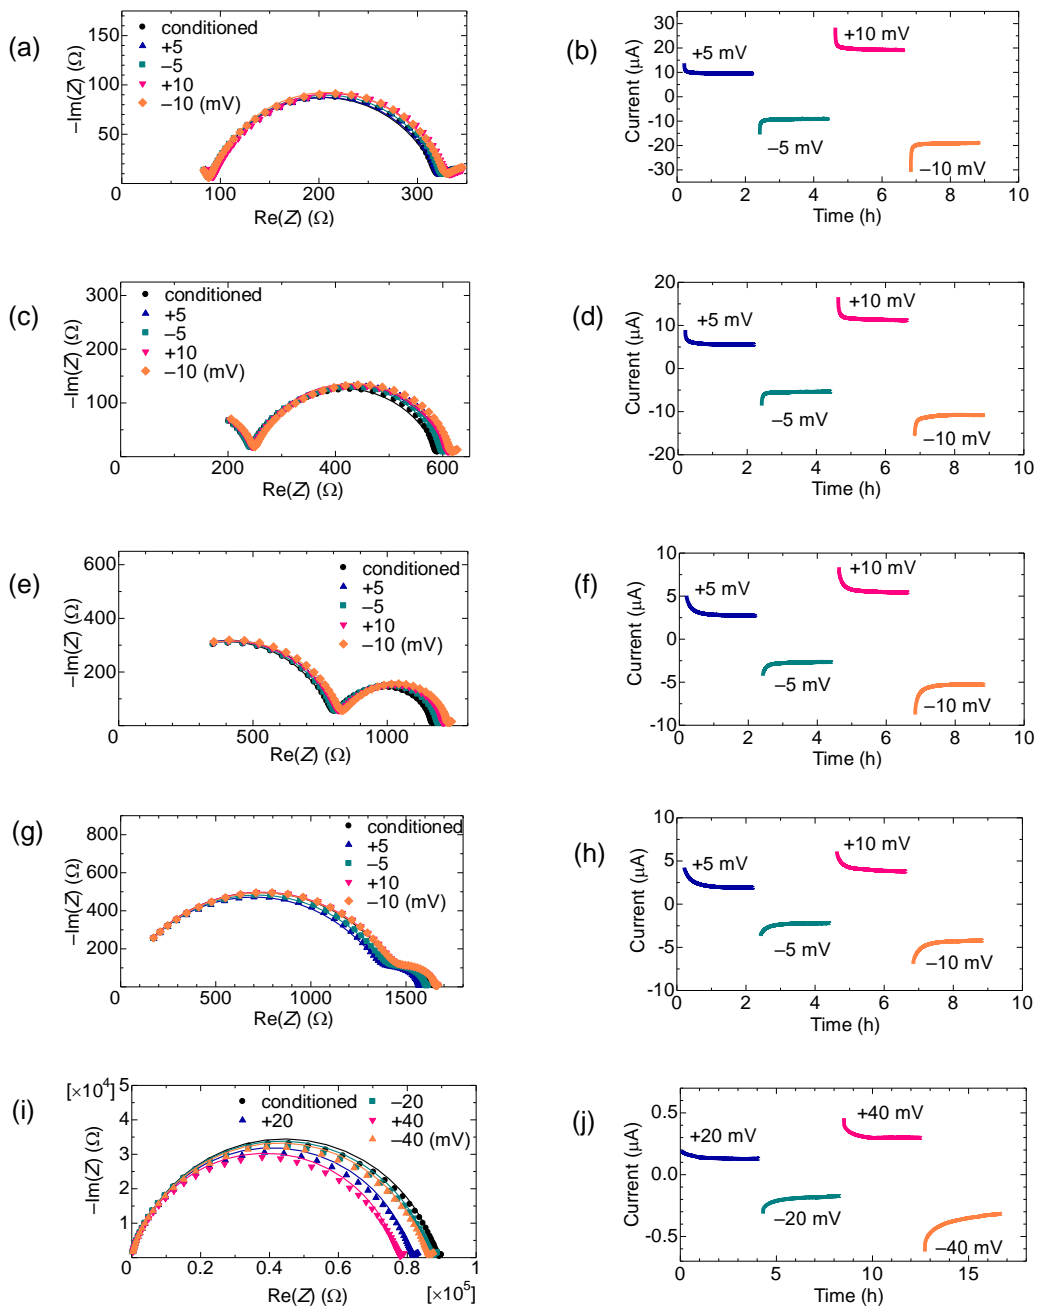 (a)
−Im(Z) (Ω)
175
150
100
50
0
100
200
300
Re(Z) (Ω)
conditioned
+5
−5
+10
−10 (mV)
(b)
Current (μA)
30
20
10
0
−10
−20
−30
+5 mV
−5 mV
+10 mV
−10 mV
0
2
4
6
8
10
Time (h)
(c)
−Im(Z) (Ω)
300
200
100
0
200
400
600
Re(Z) (Ω)
conditioned
+5
−5
+10
−10 (mV)
(d)
Current (μA)
20
10
0
−10
−20
+5 mV
−5 mV
+10 mV
−10 mV
0
2
4
6
8
10
Time (h)
(e)
−Im(Z) (Ω)
600
400
200
0
500
1000
Re(Z) (Ω)
conditioned
+5
−5
+10
−10 (mV)
(f)
Current (μA)
10
5
0
−5
−10
+5 mV
−5 mV
+10 mV
−10 mV
0
2
4
6
8
10
Time (h)
(g)
−Im(Z) (Ω)
800
600
400
200
0
500
1000
1500
Re(Z) (Ω)
conditioned
+5
−5
+10
−10 (mV)
(h)
Current (μA)
10
5
0
−5
−10
+5 mV
−5 mV
+10 mV
−10 mV
0
2
4
6
8
10
Time (h)
(i)
[×10⁴]
−Im(Z) (Ω)
5
4
3
2
1
0
0.2
0.4
0.6
0.8
1
Re(Z) (Ω)
[×10⁵]
conditioned
+20
−20
+40
−40 (mV)
(j)
Current (μA)
0.5
0.0
−0.5
+20 mV
−20 mV
+40 mV
−40 mV
0
5
10
15
Time (h)